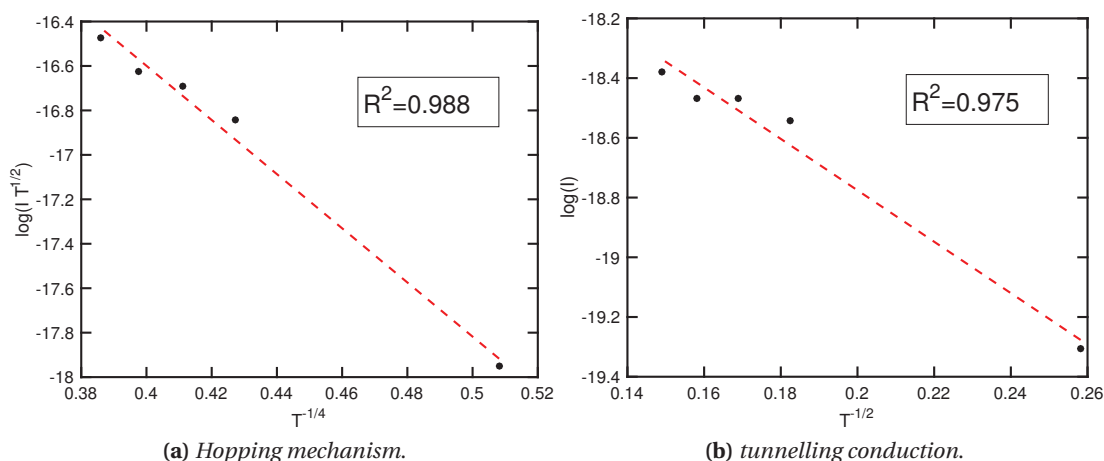 -16.4
-16.6
-16.8
-17
-17.2
-17.4
-17.6
-17.8
-18
log(I T^1/2)
R²=0.988
0.38 0.4 0.42 0.44 0.46 0.48 0.5 0.52
T^-1/4
(a) Hopping mechanism.
-18.2
-18.4
-18.6
-18.8
-19
-19.2
-19.4
log(I)
R²=0.975
0.14 0.16 0.18 0.2 0.22 0.24 0.26
T^-1/2
(b) tunnelling conduction.